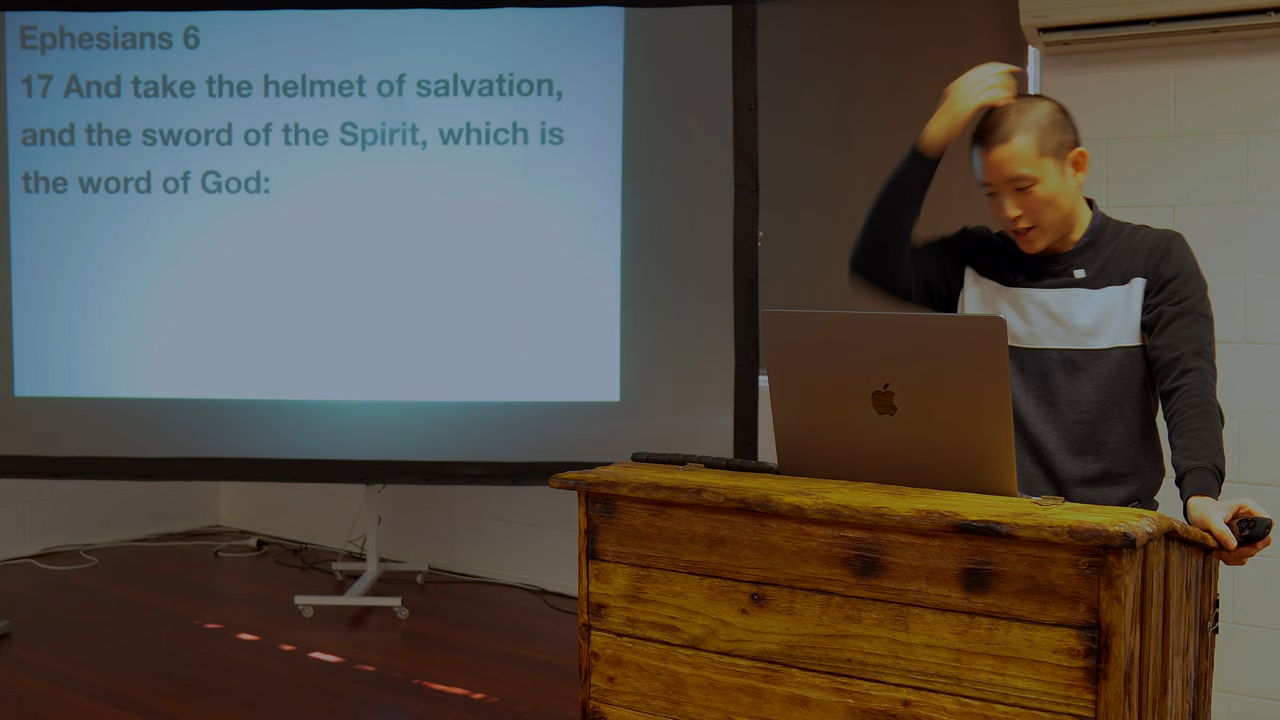 Ephesians 6
17 And take the helmet of salvation,
and the sword of the Spirit, which is
the word of God: